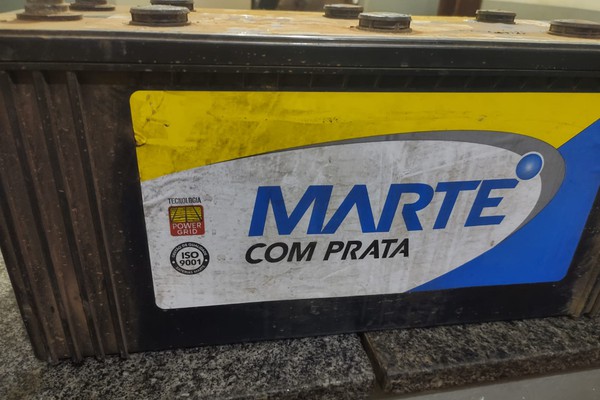 MARTE
COM PRATA
TECNOLOGIA
POWER
GRID
ISO
9001